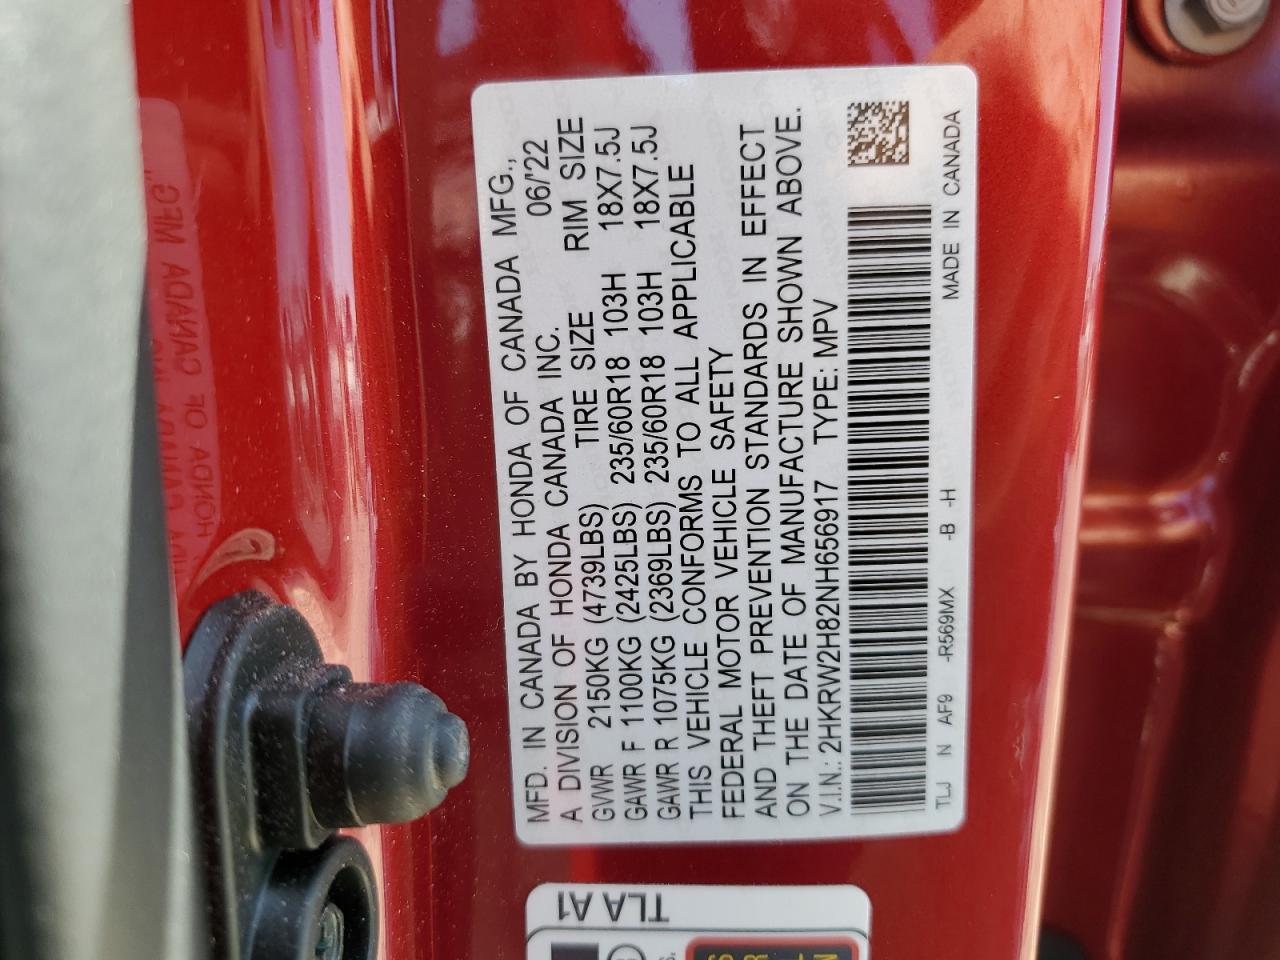 MFD. IN CANADA BY HONDA OF CANADA MFG.,
A DIVISION OF HONDA CANADA INC. 06/'22
GVWR 2150KG (4739LBS) TIRE SIZE RIM SIZE
GAWR F 1100KG (2425LBS) 235/60R18 103H 18X7.5J
GAWR R 1075KG (2369LBS) 235/60R18 103H 18X7.5J
THIS VEHICLE CONFORMS TO ALL APPLICABLE
FEDERAL MOTOR VEHICLE SAFETY
AND THEFT PREVENTION STANDARDS IN EFFECT
ON THE DATE OF MANUFACTURE SHOWN ABOVE.
V.I.N.: 2HKRW2H82NH656917 TYPE: MPV
TLJ N AF9 -R569MX -B -H MADE IN CANADA
TLA A1